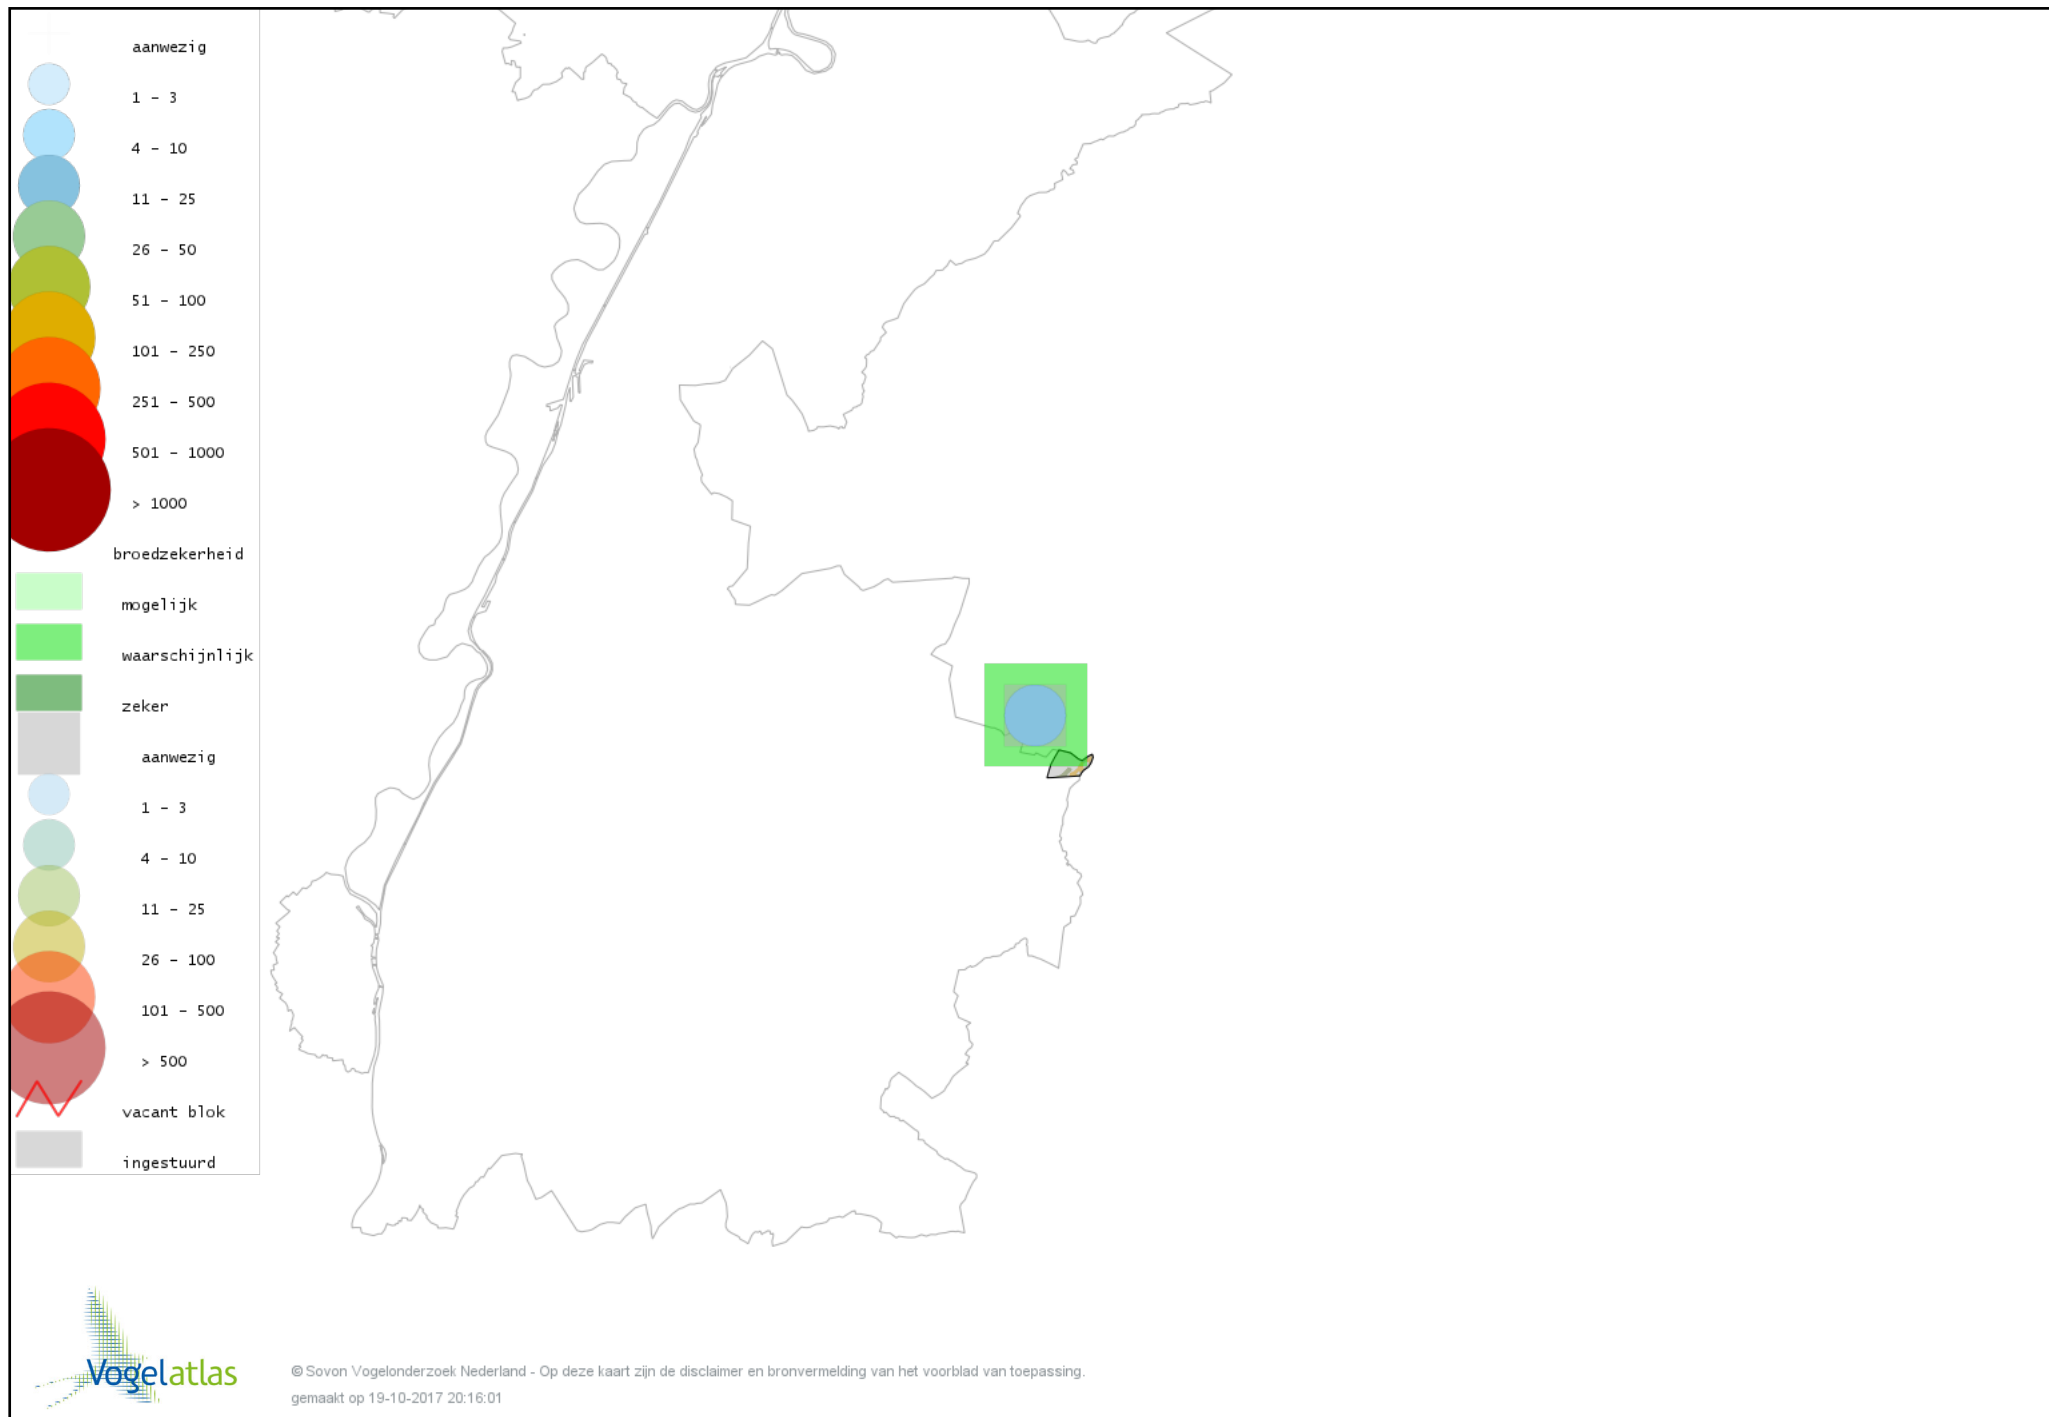 aanwezig
1 - 3
4 - 10
11 - 25
26 - 50
51 - 100
101 - 250
251 - 500
501 - 1000
> 1000
broedzekerheid
mogelijk
waarschijnlijk
zeker
aanwezig
1 - 3
4 - 10
11 - 25
26 - 100
101 - 500
> 500
vacant blok
ingestuurd
Vogelatlas
© Sovon Vogelonderzoek Nederland - Op deze kaart zijn de disclaimer en bronvermelding van het voorblad van toepassing.
gemaakt op 19-10-2017 20:16:01